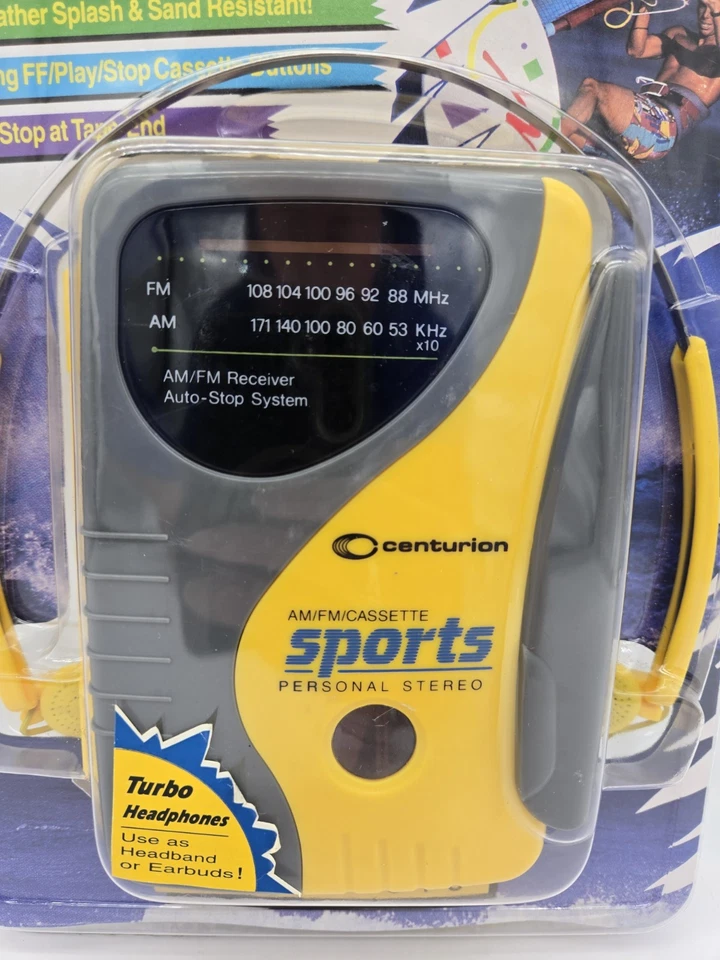 ather Splash & Sand Resistant!
ng FF/Play/Stop Cassette Buttons
Stop at Tape End
FM 108 104 100 96 92 88 MHz
AM 171 140 100 80 60 53 KHz
x10
AM/FM Receiver
Auto-Stop System
centurion
AM/FM/CASSETTE
sports
PERSONAL STEREO
Turbo
Headphones
Use as
Headband
or Earbuds!